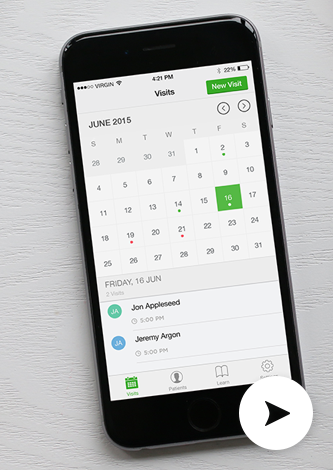 VIRGIN 4:21 PM 22%
Visits
New Visit
JUNE 2015
S M T W T F S
28 29 30 31 1 2 3
4 5 6 7 8 9 10
11 12 13 14 15 16 17
18 19 20 21 22 23 24
25 26 27 28 29 30 31
FRIDAY, 16 JUN
5 Visits
JA Jon Appleseed
5:00 PM
JA Jeremy Argon
5:00 PM
Visits Patients Learn